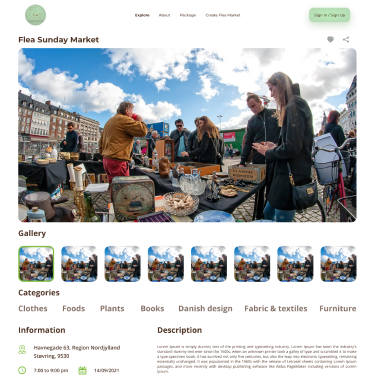 Explore About Package Create Flea Market Sign In / Sign Up
Flea Sunday Market
Gallery
Categories
Clothes Foods Plants Books Danish design Printing & textiles Furniture
Information Description
Havnegade 63, Region Nordjylland
Støvring, 9530
7:00 to 9:00 pm 14/09/2021
Lorem Ipsum is simply dummy text of the printing and typesetting industry. Lorem Ipsum has been the industry's
standard dummy text ever since the 1500s, when an unknown printer took a galley of type and scrambled it to make
a type specimen book. It has survived not only five centuries, but also the leap into electronic typesetting, remaining
essentially unchanged. It was popularised in the 1960s with the release of Letraset sheets containing Lorem Ipsum
passages, and more recently with desktop publishing software like Aldus PageMaker including versions of Lorem
Ipsum.